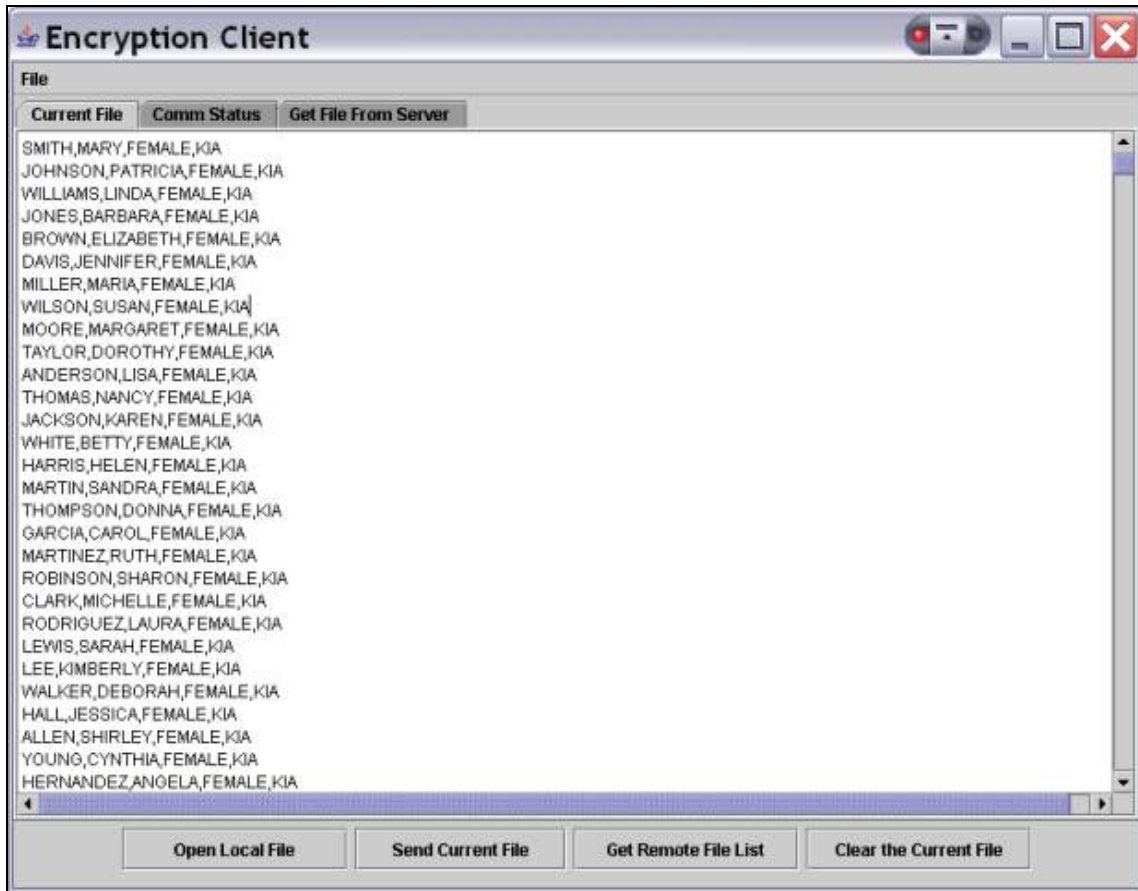 Encryption Client
File
Current File Comm Status Get File From Server
SMITH,MARY,FEMALE,KIA
JOHNSON,PATRICIA,FEMALE,KIA
WILLIAMS,LINDA,FEMALE,KIA
JONES,BARBARA,FEMALE,KIA
BROWN,ELIZABETH,FEMALE,KIA
DAVIS,JENNIFER,FEMALE,KIA
MILLER,MARIA,FEMALE,KIA
WILSON,SUSAN,FEMALE,KIA
MOORE,MARGARET,FEMALE,KIA
TAYLOR,DOROTHY,FEMALE,KIA
ANDERSON,LISA,FEMALE,KIA
THOMAS,NANCY,FEMALE,KIA
JACKSON,KAREN,FEMALE,KIA
WHITE,BETTY,FEMALE,KIA
HARRIS,HELEN,FEMALE,KIA
MARTIN,SANDRA,FEMALE,KIA
THOMPSON,DONNA,FEMALE,KIA
GARCIA,CAROL,FEMALE,KIA
MARTINEZ,RUTH,FEMALE,KIA
ROBINSON,SHARON,FEMALE,KIA
CLARK,MICHELLE,FEMALE,KIA
RODRIGUEZ,LAURA,FEMALE,KIA
LEWIS,SARAH,FEMALE,KIA
LEE,KIMBERLY,FEMALE,KIA
WALKER,DEBORAH,FEMALE,KIA
HALL,JESSICA,FEMALE,KIA
ALLEN,SHIRLEY,FEMALE,KIA
YOUNG,CYNTHIA,FEMALE,KIA
HERNANDEZ,ANGELA,FEMALE,KIA
Open Local File Send Current File Get Remote File List Clear the Current File